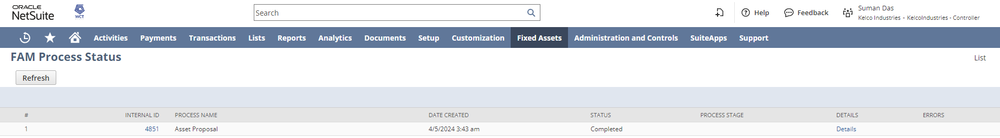 ORACLE
NetSuite
WCT
Search
Help
Feedback
Suman Das
Kelco Industries - KelcoIndustries - Controller
Activities Payments Transactions Lists Reports Analytics Documents Setup Customization Fixed Assets Administration and Controls SuiteApps Support
FAM Process Status
List
Refresh
# INTERNAL ID PROCESS NAME DATE CREATED STATUS PROCESS STAGE DETAILS ERRORS
1 4851 Asset Proposal 4/5/2024 3:43 am Completed Details